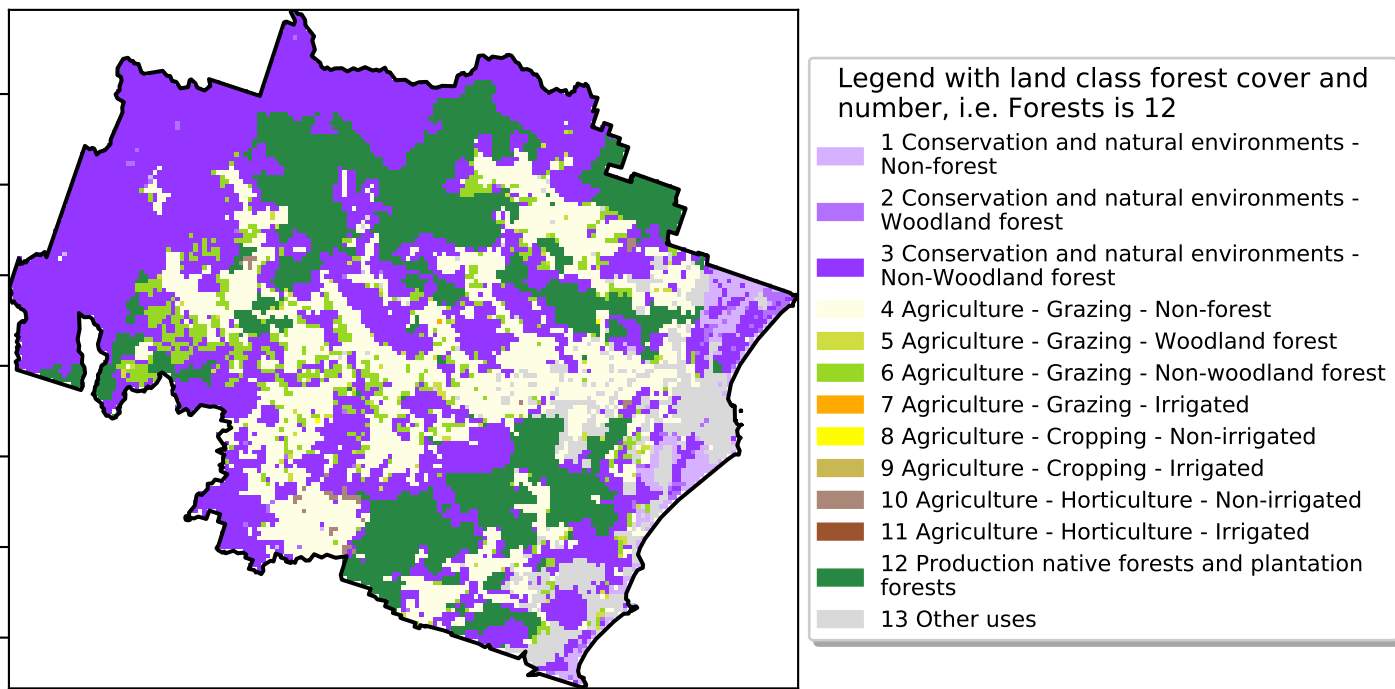 Legend with land class forest cover and
number, i.e. Forests is 12
1 Conservation and natural environments -
Non-forest
2 Conservation and natural environments -
Woodland forest
3 Conservation and natural environments -
Non-Woodland forest
4 Agriculture - Grazing - Non-forest
5 Agriculture - Grazing - Woodland forest
6 Agriculture - Grazing - Non-woodland forest
7 Agriculture - Grazing - Irrigated
8 Agriculture - Cropping - Non-irrigated
9 Agriculture - Cropping - Irrigated
10 Agriculture - Horticulture - Non-irrigated
11 Agriculture - Horticulture - Irrigated
12 Production native forests and plantation
forests
13 Other uses